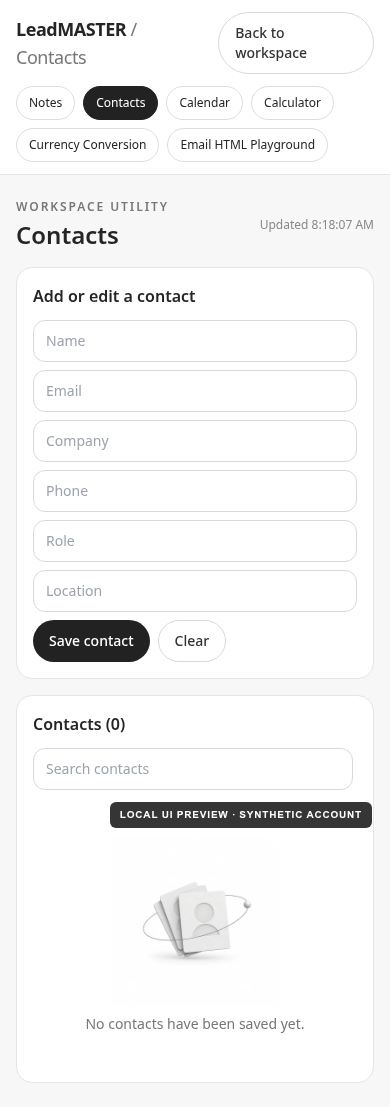 LeadMASTER /
Contacts
Back to
workspace
Notes
Contacts
Calendar
Calculator
Currency Conversion
Email HTML Playground
WORKSPACE UTILITY
Contacts
Updated 8:18:07 AM
Add or edit a contact
Name
Email
Company
Phone
Role
Location
Save contact
Clear
Contacts (0)
Search contacts
LOCAL UI PREVIEW · SYNTHETIC ACCOUNT
No contacts have been saved yet.